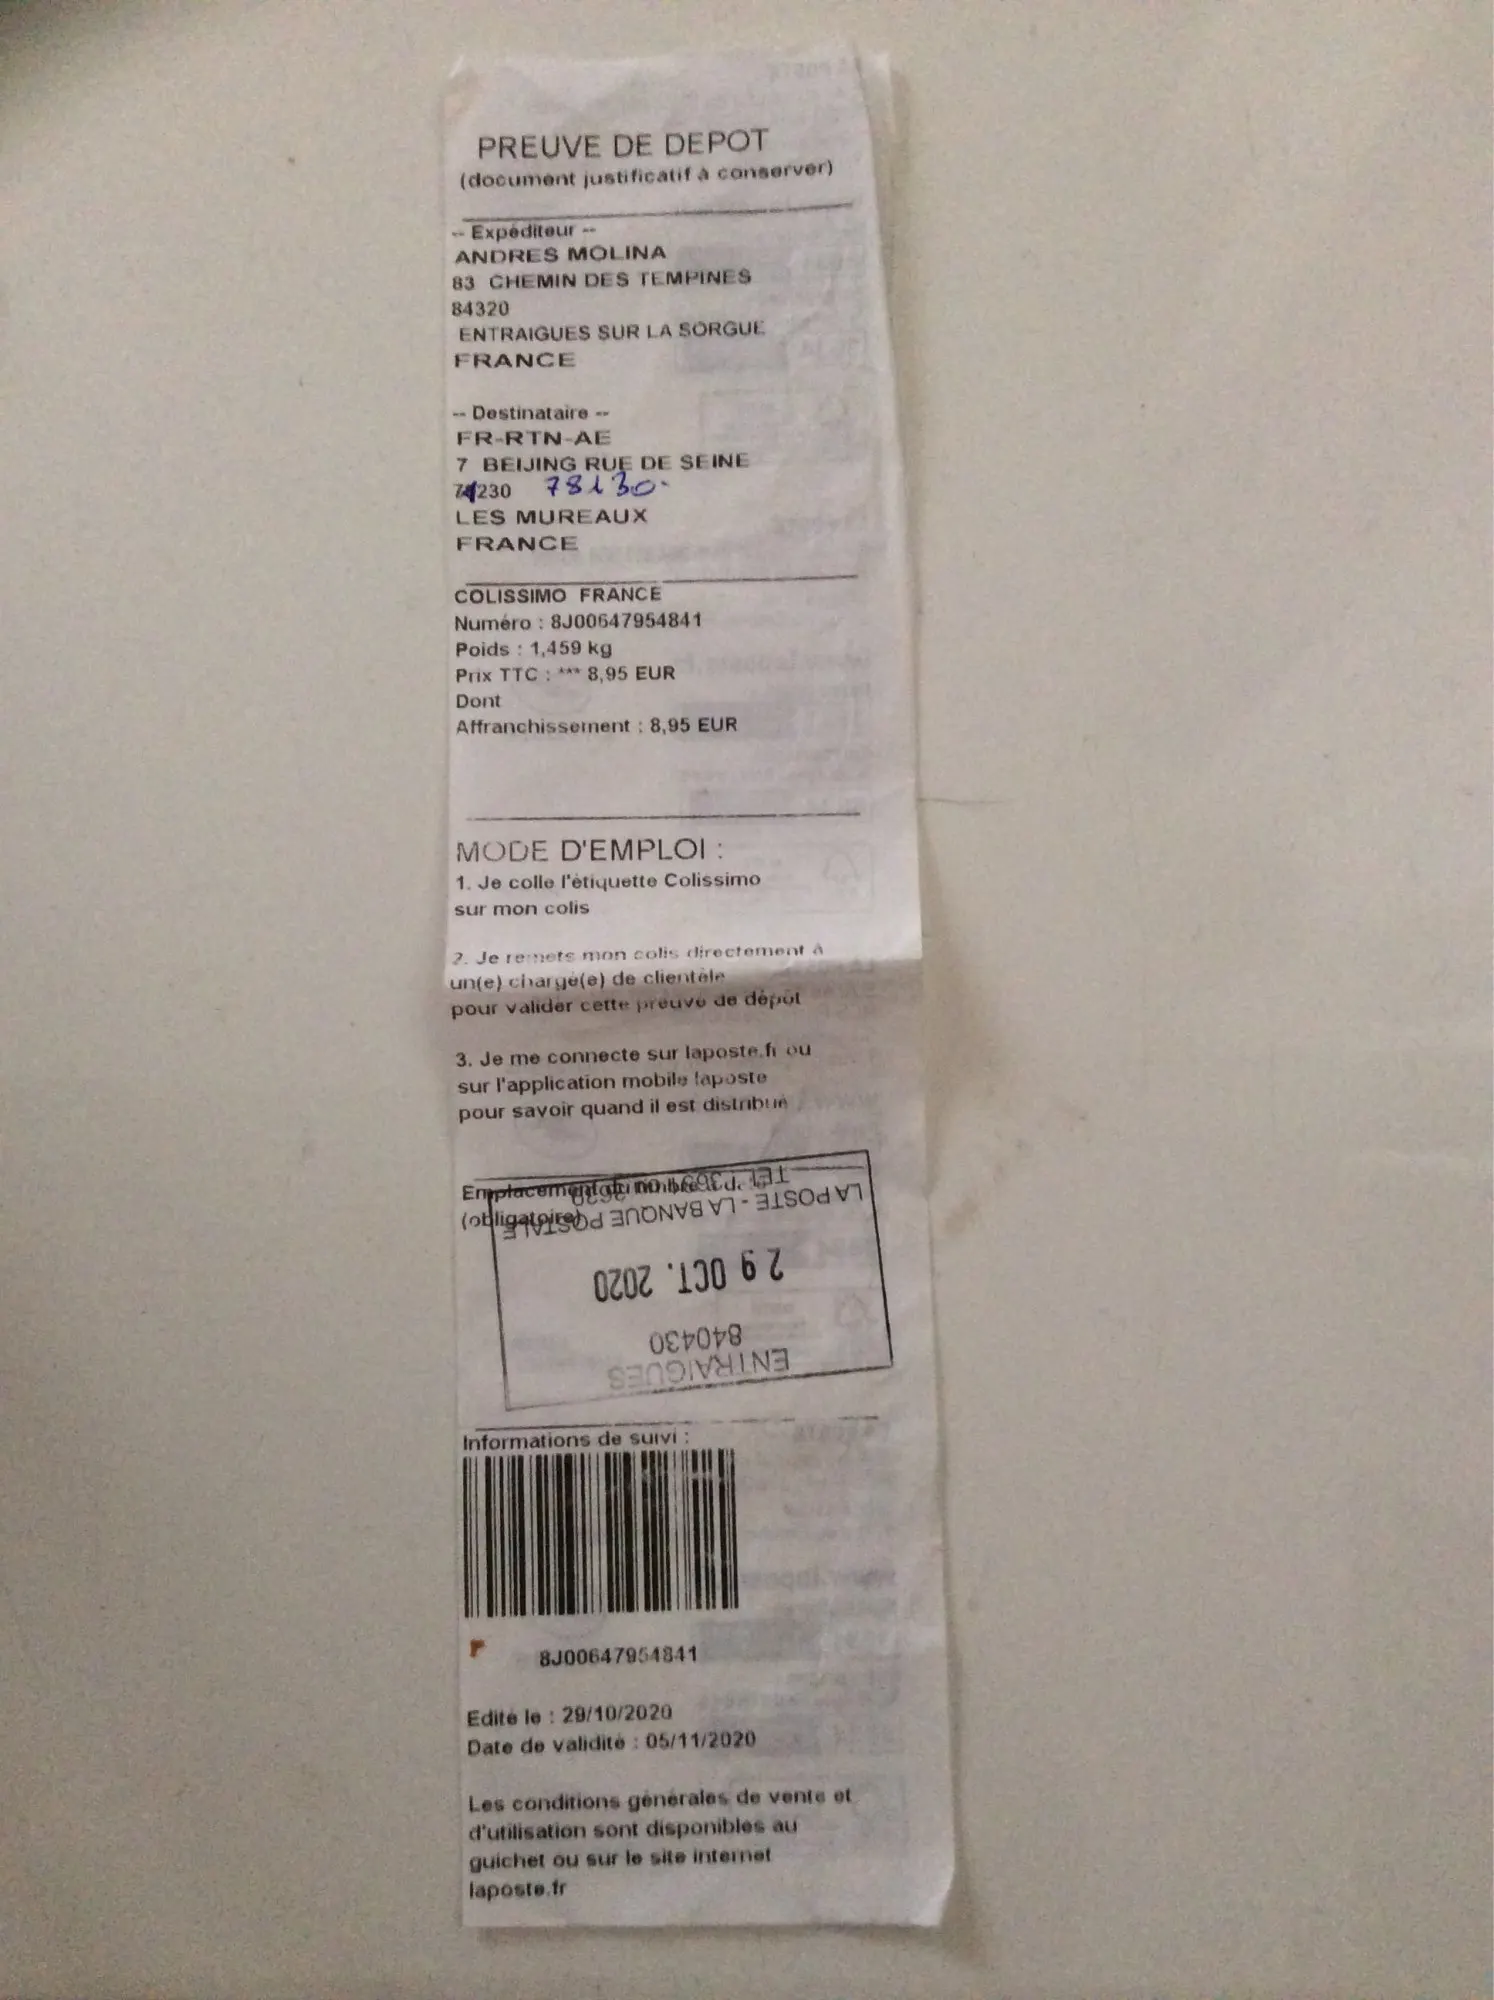 PREUVE DE DEPOT
(document justificatif à conserver)
-- Expéditeur --
ANDRES MOLINA
83 CHEMIN DES TEMPINES
84320
ENTRAIGUES SUR LA SORGUE
FRANCE
-- Destinataire --
FR-RTN-AE
7 BEIJING RUE DE SEINE
230 78130.
LES MUREAUX
FRANCE
COLISSIMO FRANCE
Numéro : 8J00647954841
Poids : 1,459 kg
Prix TTC : *** 8,95 EUR
Dont
Affranchissement : 8,95 EUR
MODE D'EMPLOI :
1. Je colle l'étiquette Colissimo
sur mon colis
2. Je remets mon colis directement à
un(e) chargé(e) de clientèle
pour valider cette preuve de dépôt
3. Je me connecte sur laposte.fr ou
sur l'application mobile laposte
pour savoir quand il est distribué
Emplacement du timbre à d.
(obligatoire)
ENTRAIGUES
840430
29 OCT. 2020
LA POSTE - LA BANQUE POSTALE
Informations de suivi :
8J00647954841
Edité le : 29/10/2020
Date de validité : 05/11/2020
Les conditions générales de vente et
d'utilisation sont disponibles au
guichet ou sur le site internet
laposte.fr